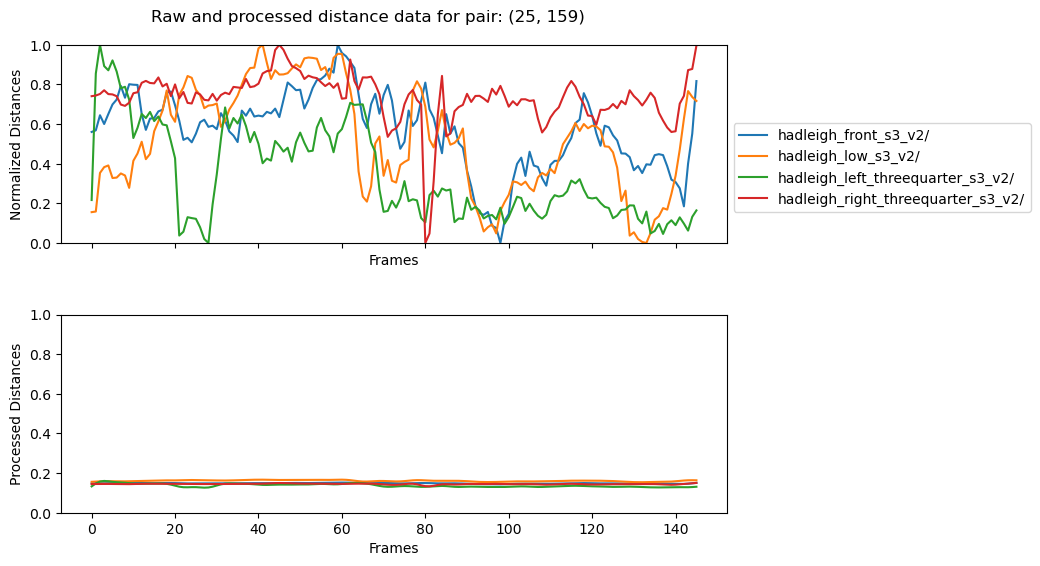 Raw and processed distance data for pair: (25, 159)
1.0
0.8
0.6
0.4
0.2
0.0
Normalized Distances
Frames
hadleigh_front_s3_v2/
hadleigh_low_s3_v2/
hadleigh_left_threequarter_s3_v2/
hadleigh_right_threequarter_s3_v2/
1.0
0.8
0.6
0.4
0.2
0.0
Processed Distances
0 20 40 60 80 100 120 140
Frames